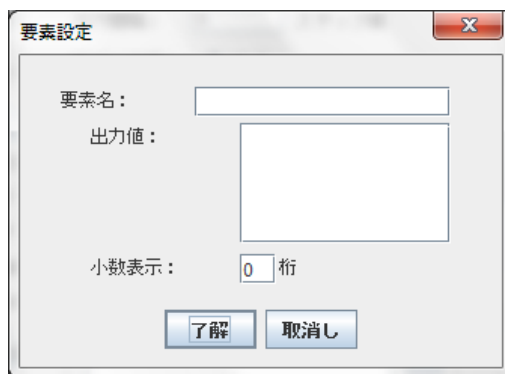 要素設定
要素名：
出力値：
小数表示： 0 桁
了解 取消し